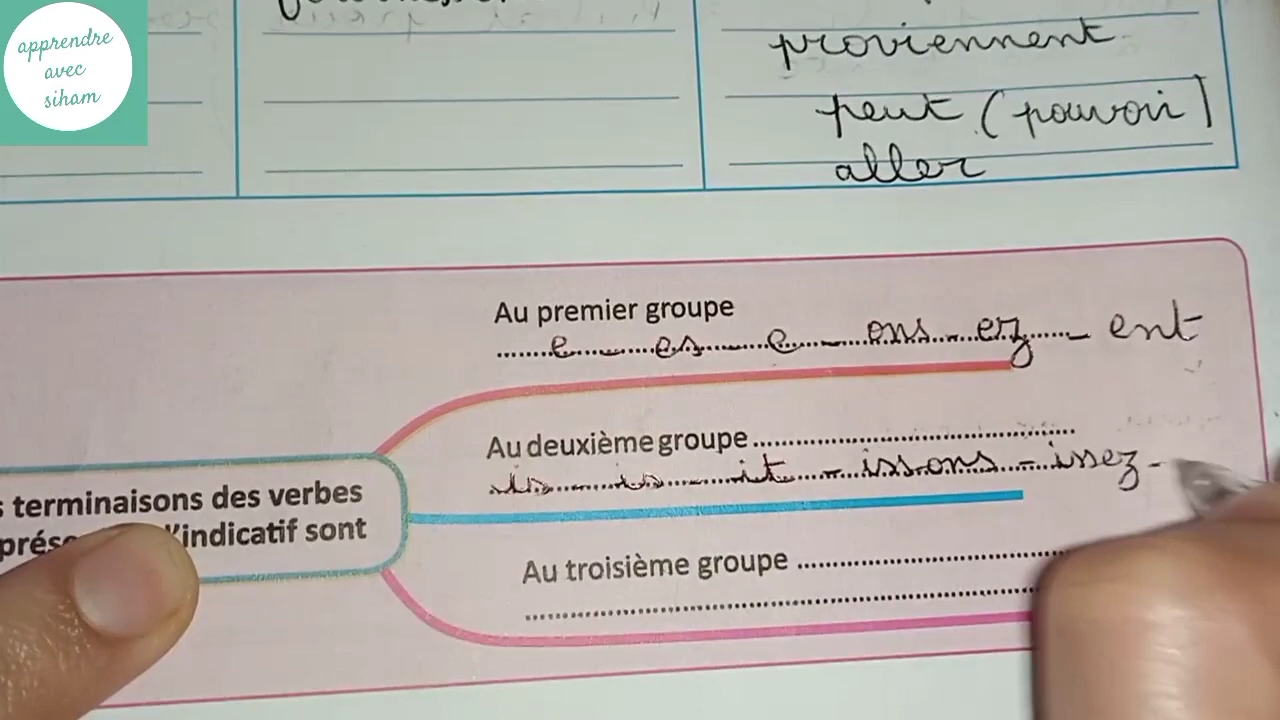 apprendre
avec
siham
proviennent
peut (pouvoir)
aller
Au premier groupe
e es e - ons - ez - ent
Au deuxième groupe
is is it - issons - issez -
terminaisons des verbes
l'indicatif sont
Au troisième groupe